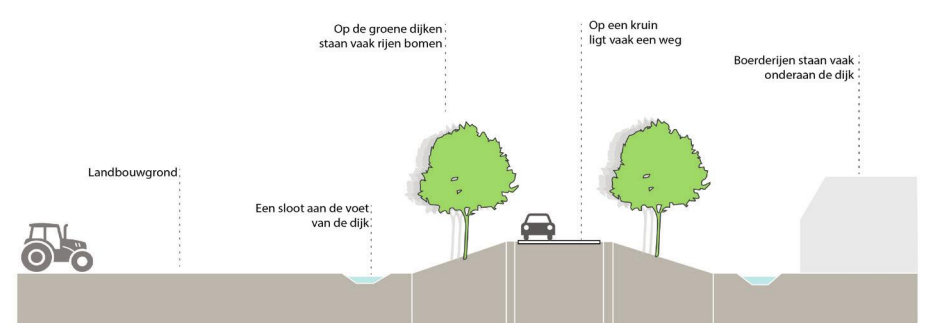 Op de groene dijken
staan vaak rijen bomen
Op een kruin
ligt vaak een weg
Boerderijen staan vaak
onderaan de dijk
Landbouwgrond
Een sloot aan de voet
van de dijk